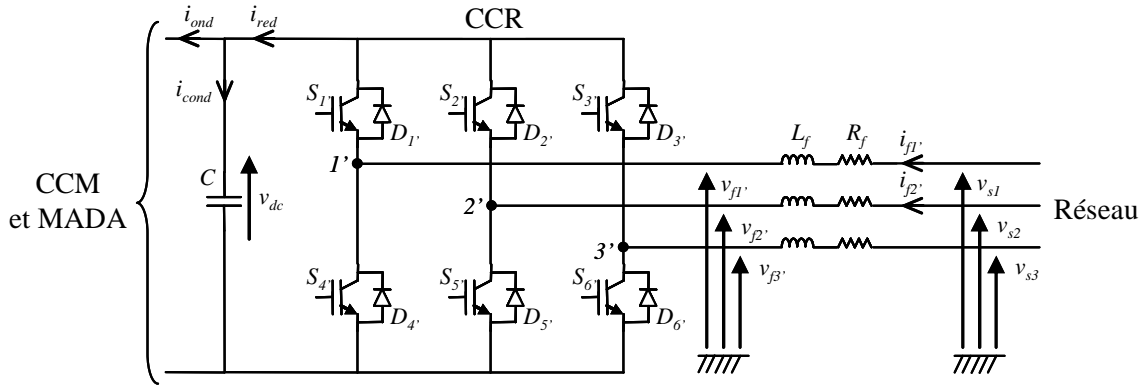 CCR
i_ond
i_red
i_cond
C
v_dc
CCM
et MADA
S_1'
D_1'
S_2'
D_2'
S_3'
D_3'
1'
2'
3'
S_4'
D_4'
S_5'
D_5'
S_6'
D_6'
L_f
R_f
i_f1'
i_f2'
v_f1'
v_f2'
v_f3'
v_s1
v_s2
v_s3
Réseau